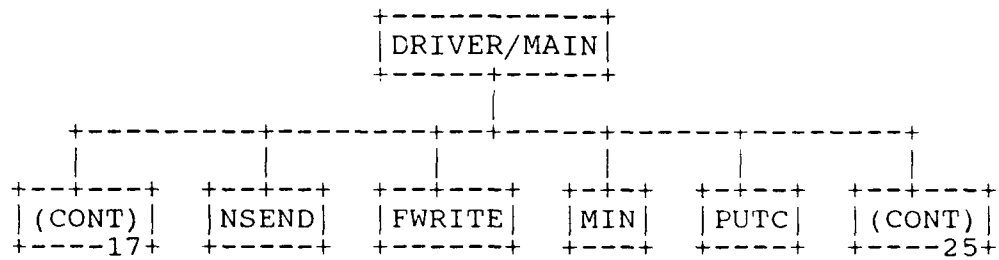 DRIVER/MAIN
(CONT) NSEND FWRITE MIN PUTC (CONT)
17 25